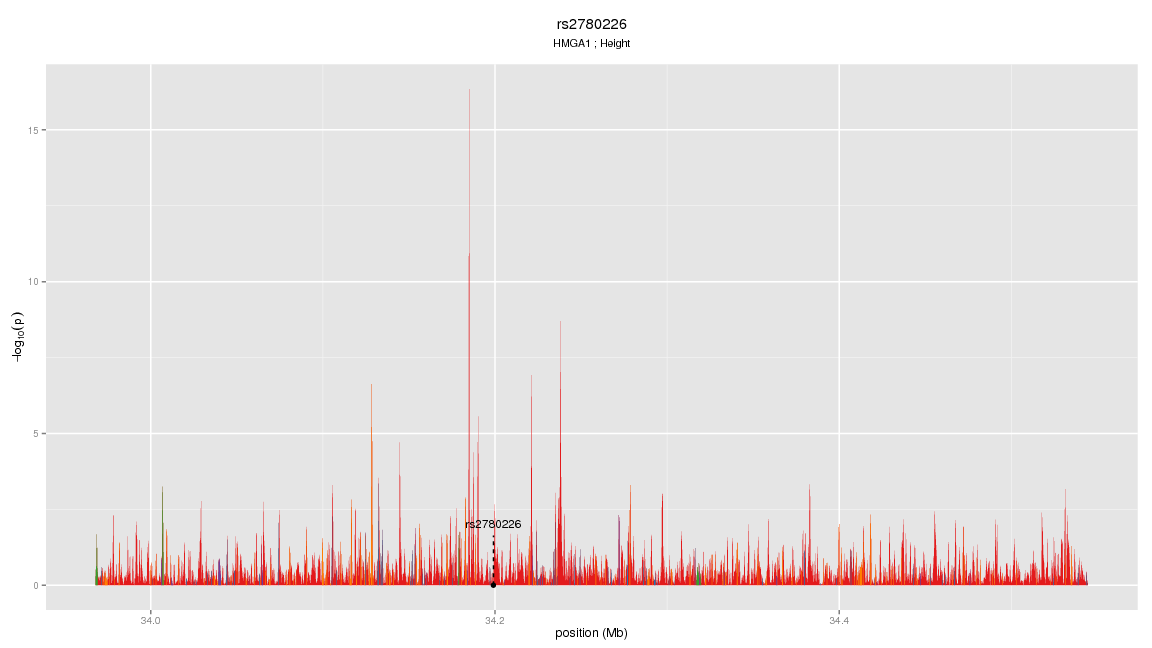 rs2780226
HMGA1 ; Height
15
10
5
0
−log10(p)
rs2780226
34.0
34.2
34.4
position (Mb)